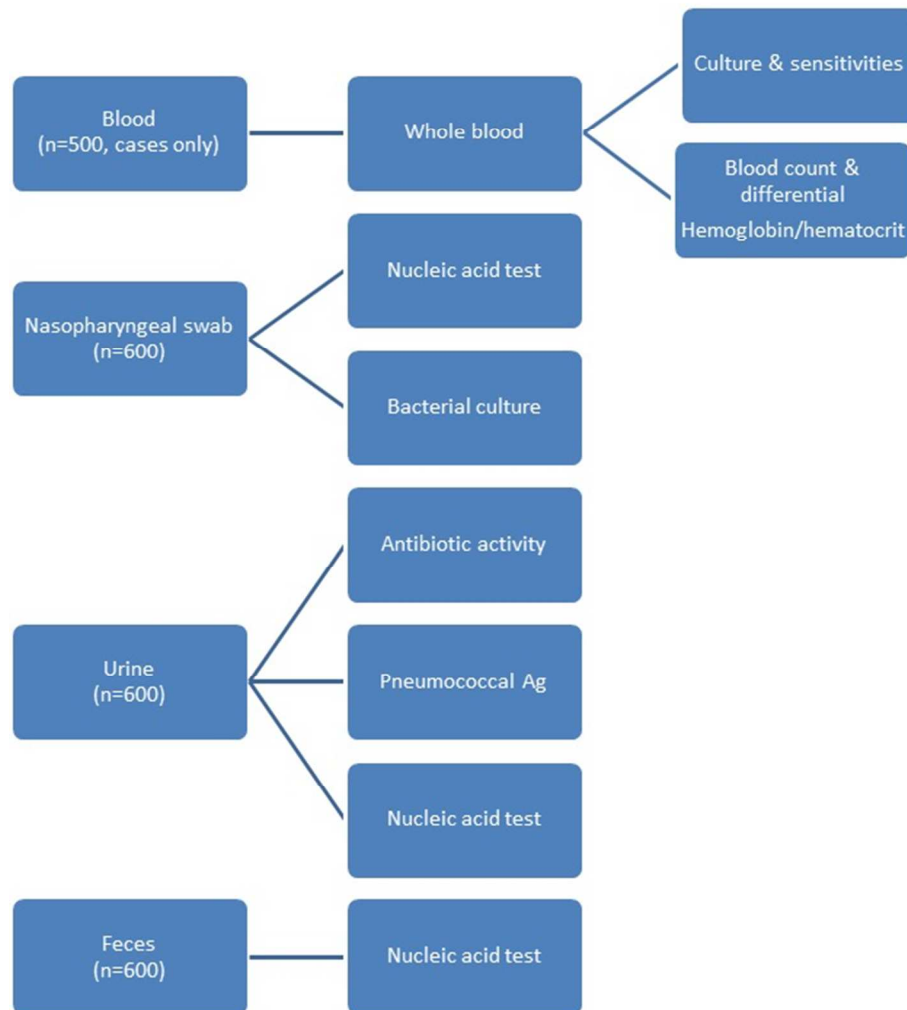 Blood
(n=500, cases only)
Whole blood
Culture & sensitivities
Blood count &
differential
Hemoglobin/hematocrit
Nasopharyngeal swab
(n=600)
Nucleic acid test
Bacterial culture
Urine
(n=600)
Antibiotic activity
Pneumococcal Ag
Nucleic acid test
Feces
(n=600)
Nucleic acid test